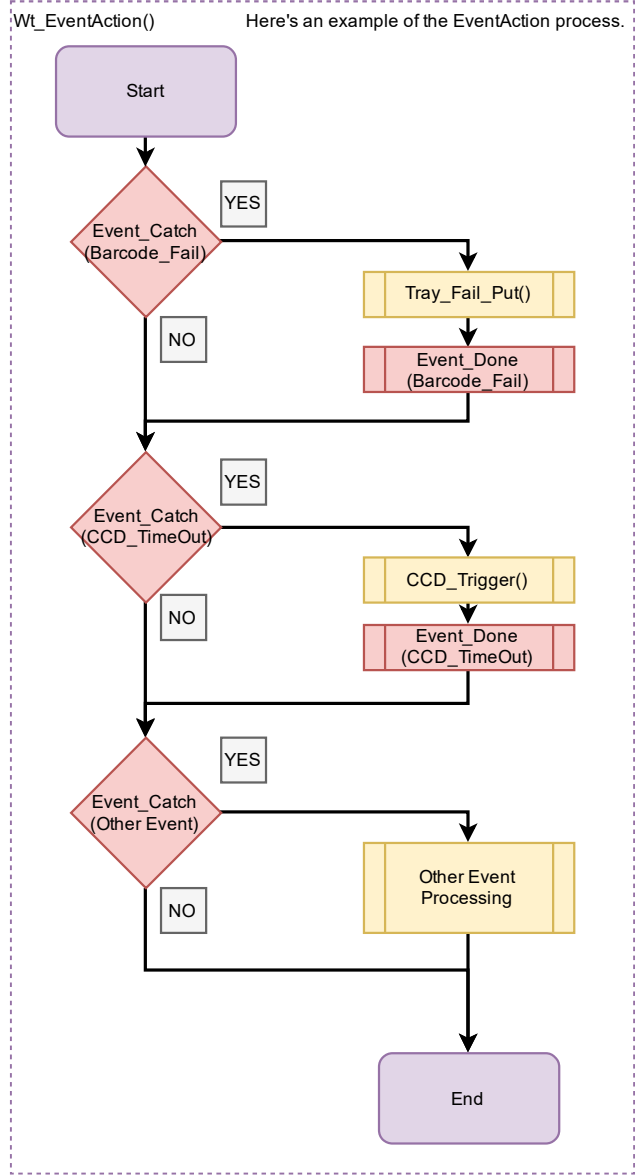 Wt_EventAction()
Here's an example of the EventAction process.
Start
Event_Catch
(Barcode_Fail)
YES
NO
Tray_Fail_Put()
Event_Done
(Barcode_Fail)
Event_Catch
(CCD_TimeOut)
YES
NO
CCD_Trigger()
Event_Done
(CCD_TimeOut)
Event_Catch
(Other Event)
YES
NO
Other Event
Processing
End